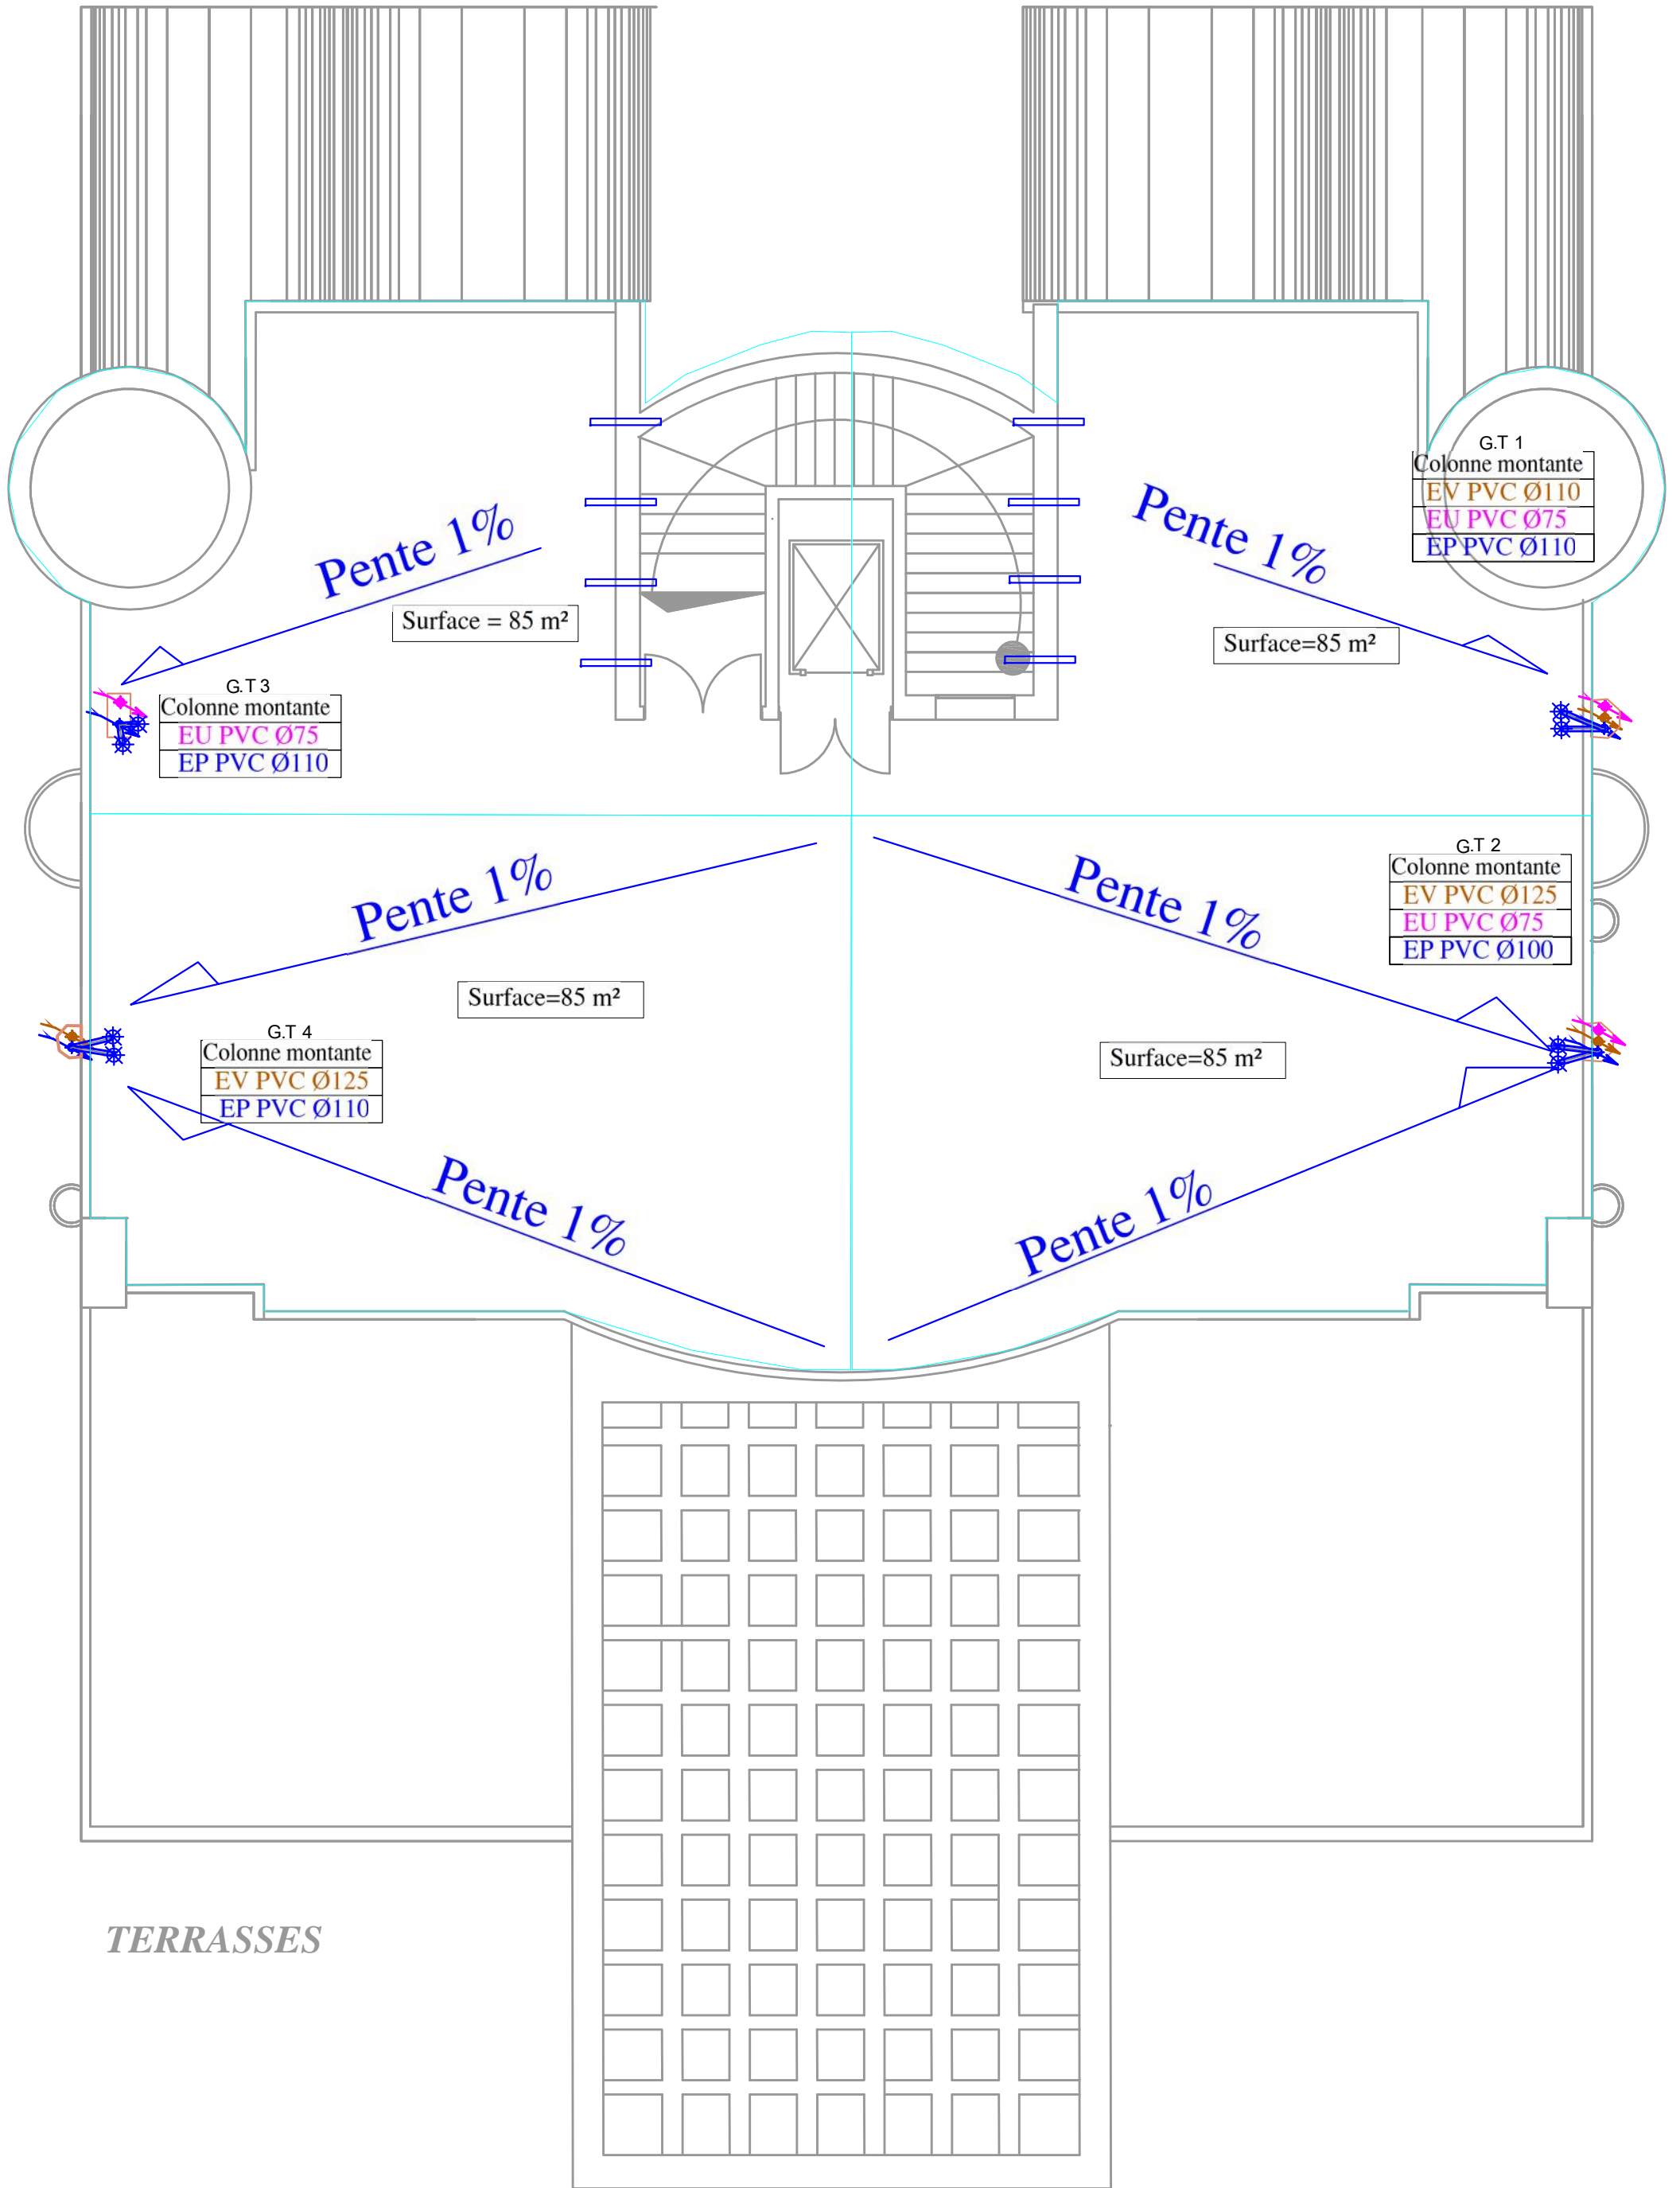 G.T 1
Colonne montante
EV PVC Ø110
EU PVC Ø75
EP PVC Ø110
Pente 1%
Pente 1%
Surface = 85 m²
Surface=85 m²
G.T 3
Colonne montante
EU PVC Ø75
EP PVC Ø110
G.T 2
Colonne montante
EV PVC Ø125
EU PVC Ø75
EP PVC Ø100
Pente 1%
Pente 1%
Surface=85 m²
G.T 4
Colonne montante
EV PVC Ø125
EP PVC Ø110
Surface=85 m²
Pente 1%
Pente 1%
TERRASSES